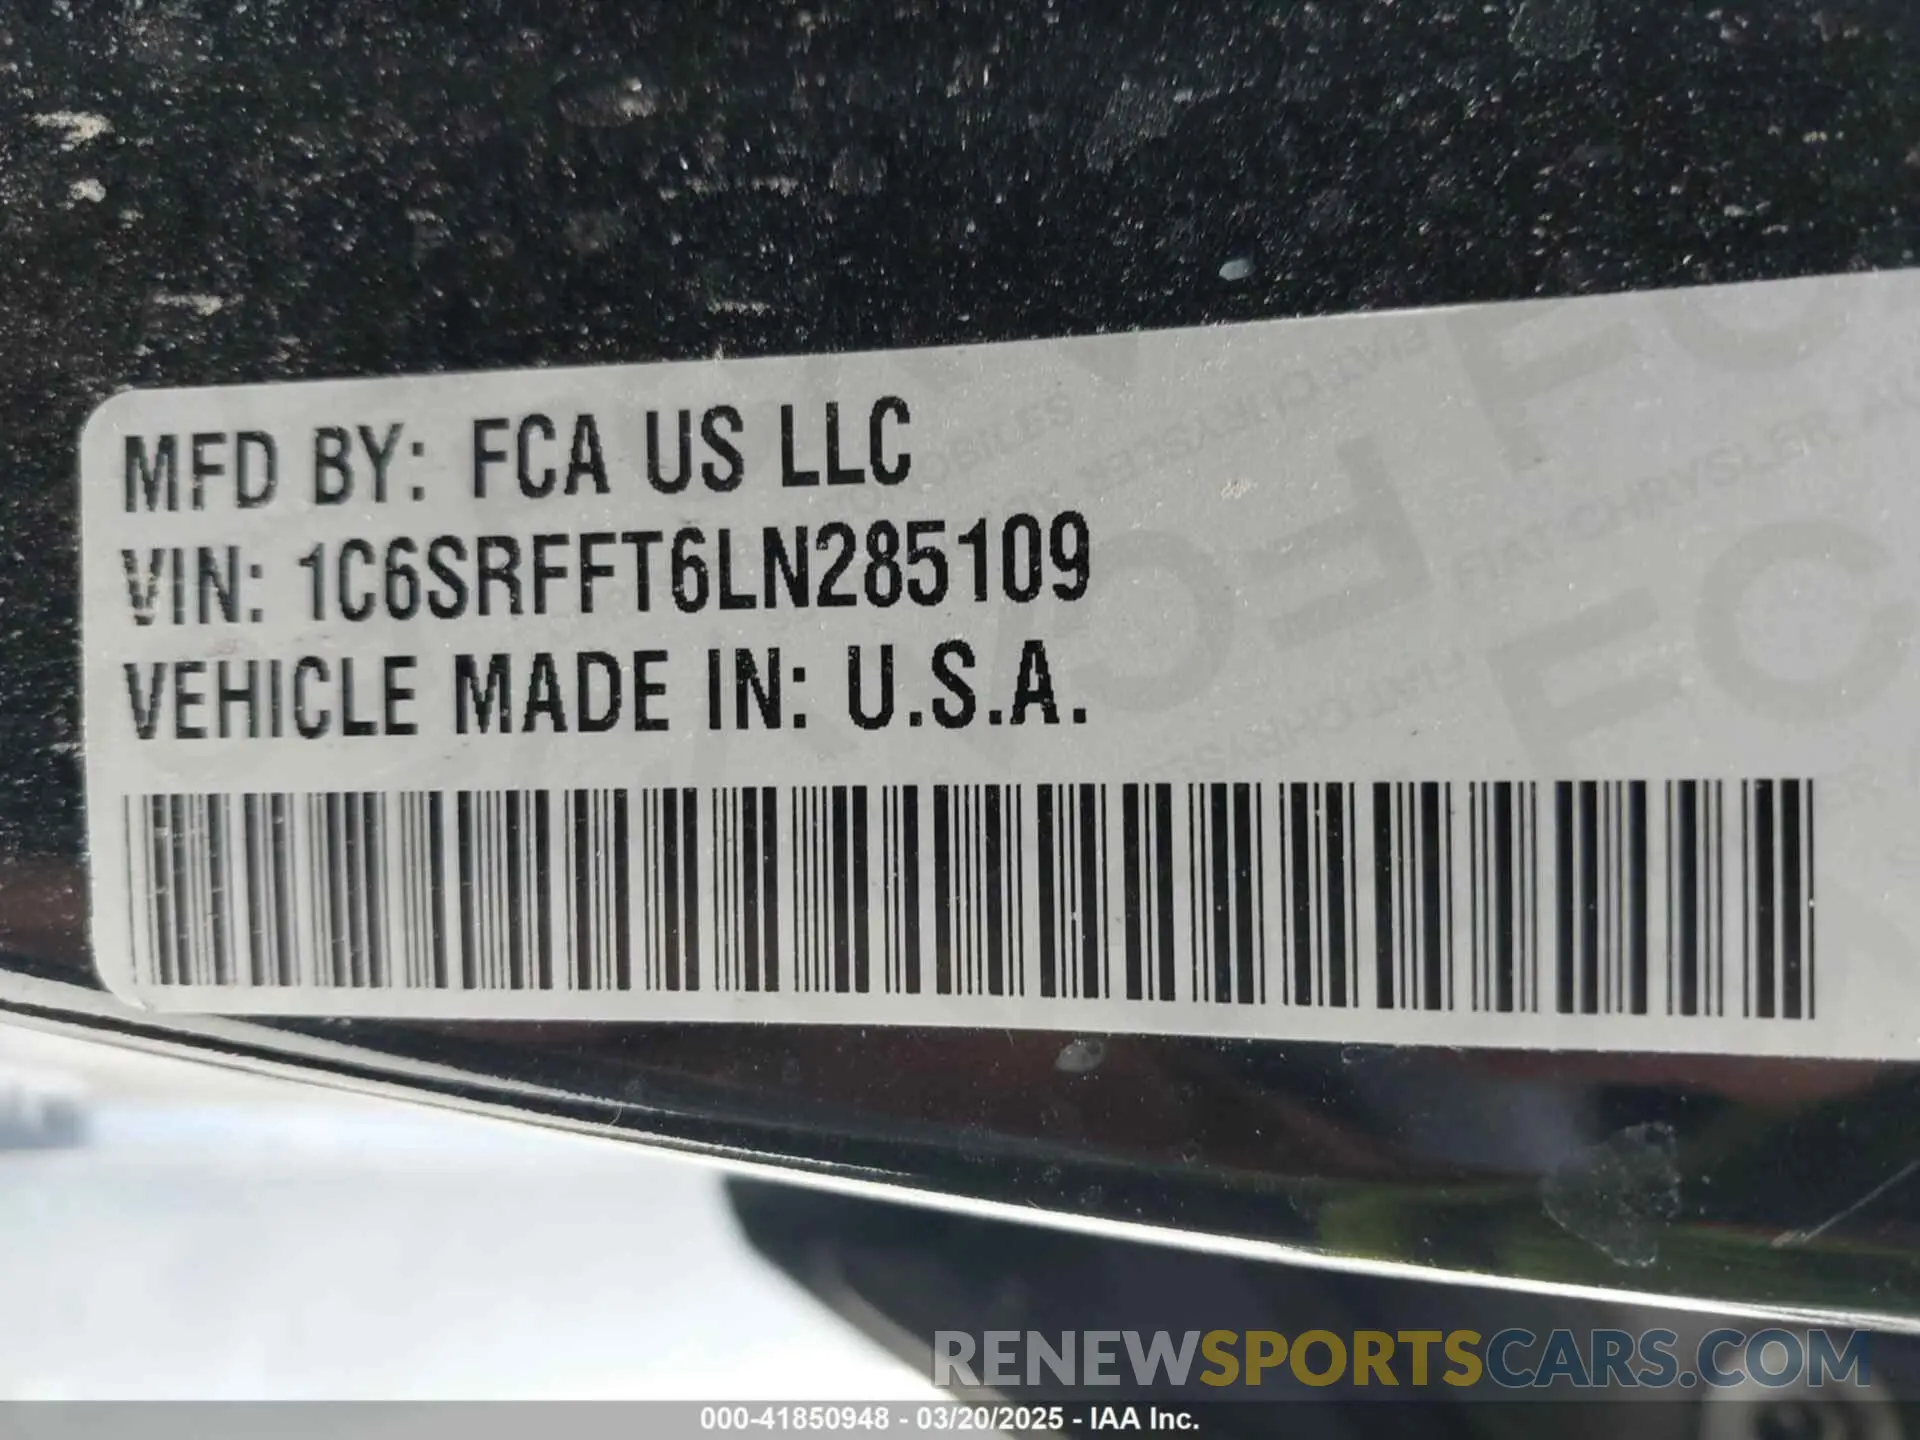 MFD BY: FCA US LLC
VIN: 1C6SRFFT6LN285109
VEHICLE MADE IN: U.S.A.
RENEWSPORTSCARS.COM
000-41850948 - 03/20/2025 - IAA Inc.